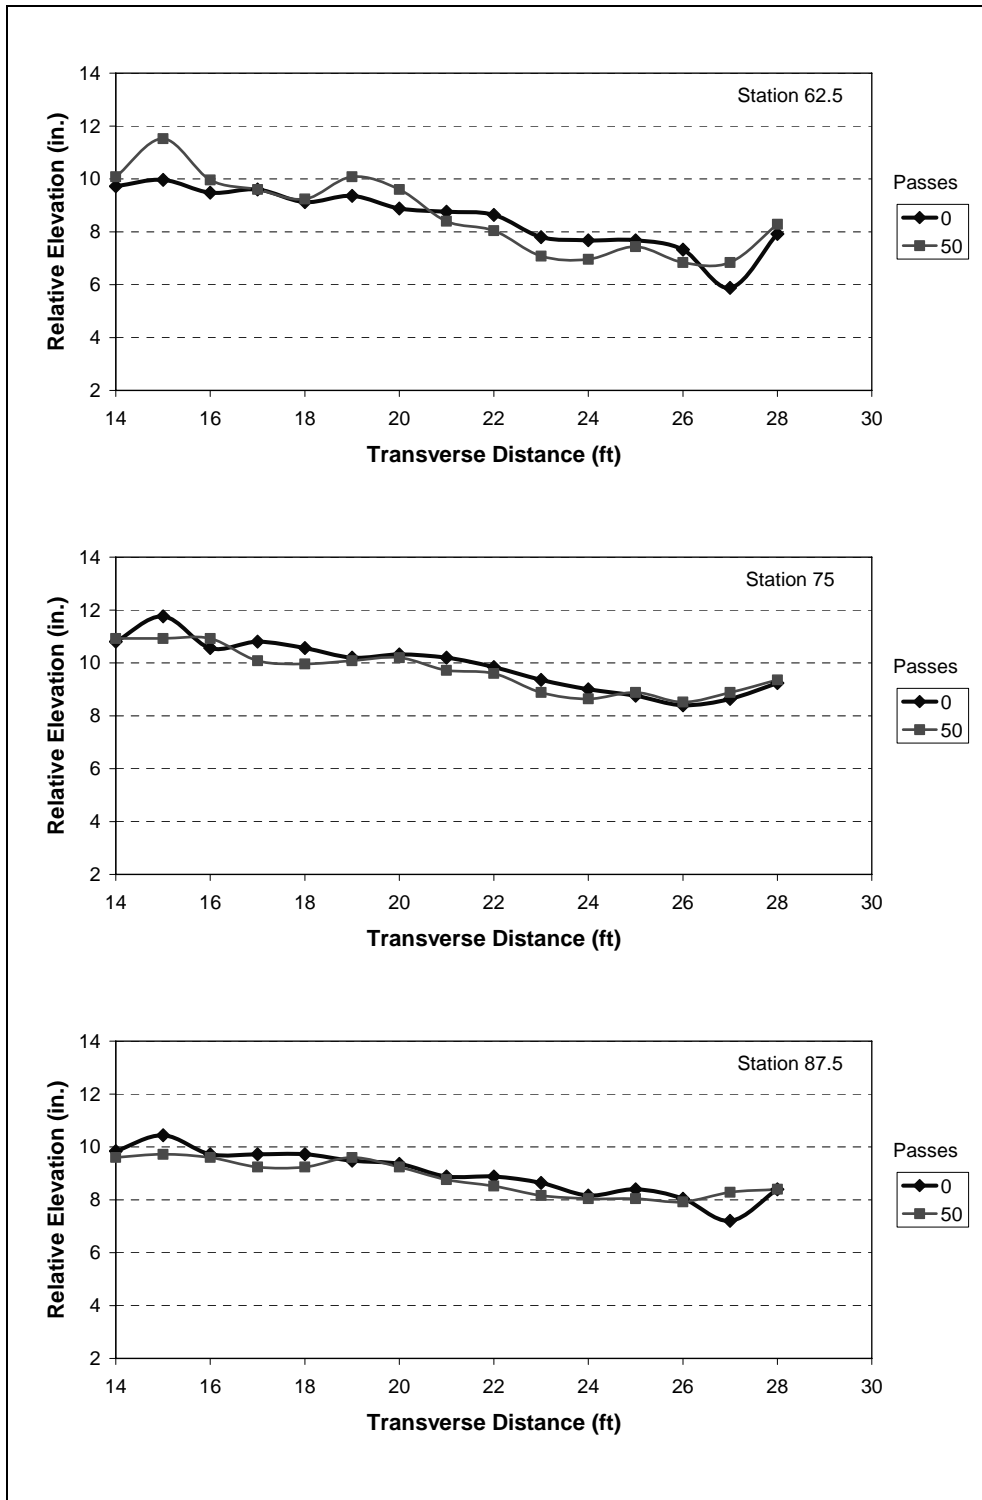 Station 62.5
Relative Elevation (in.)
14
12
10
8
6
4
2
14 16 18 20 22 24 26 28 30
Transverse Distance (ft)
Passes
0
50
Station 75
Relative Elevation (in.)
14
12
10
8
6
4
2
14 16 18 20 22 24 26 28 30
Transverse Distance (ft)
Passes
0
50
Station 87.5
Relative Elevation (in.)
14
12
10
8
6
4
2
14 16 18 20 22 24 26 28 30
Transverse Distance (ft)
Passes
0
50